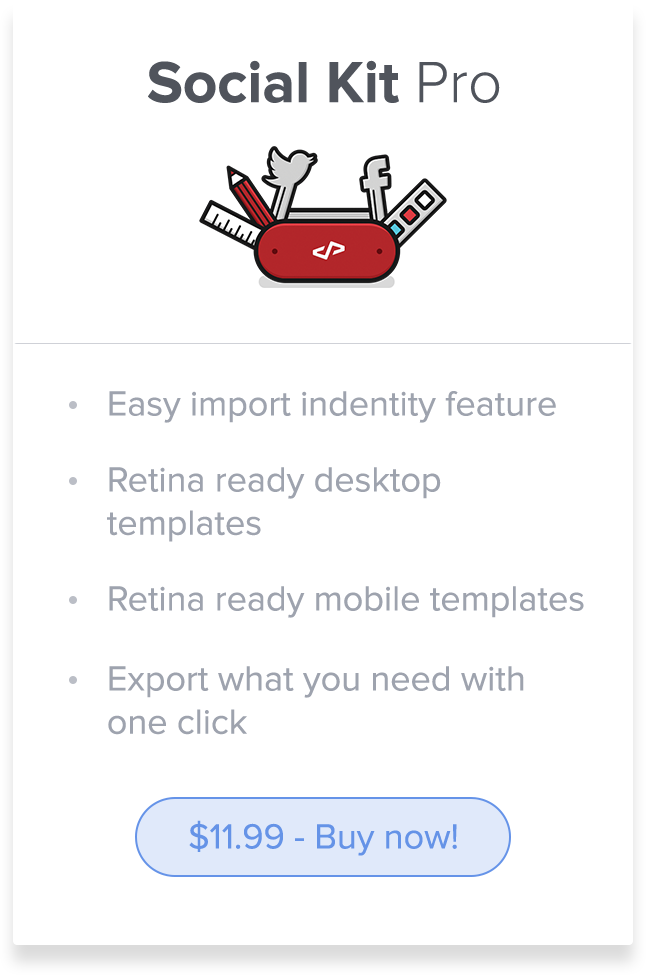 Social Kit Pro
</>
• Easy import indentity feature
• Retina ready desktop
templates
• Retina ready mobile templates
• Export what you need with
one click
$11.99 - Buy now!